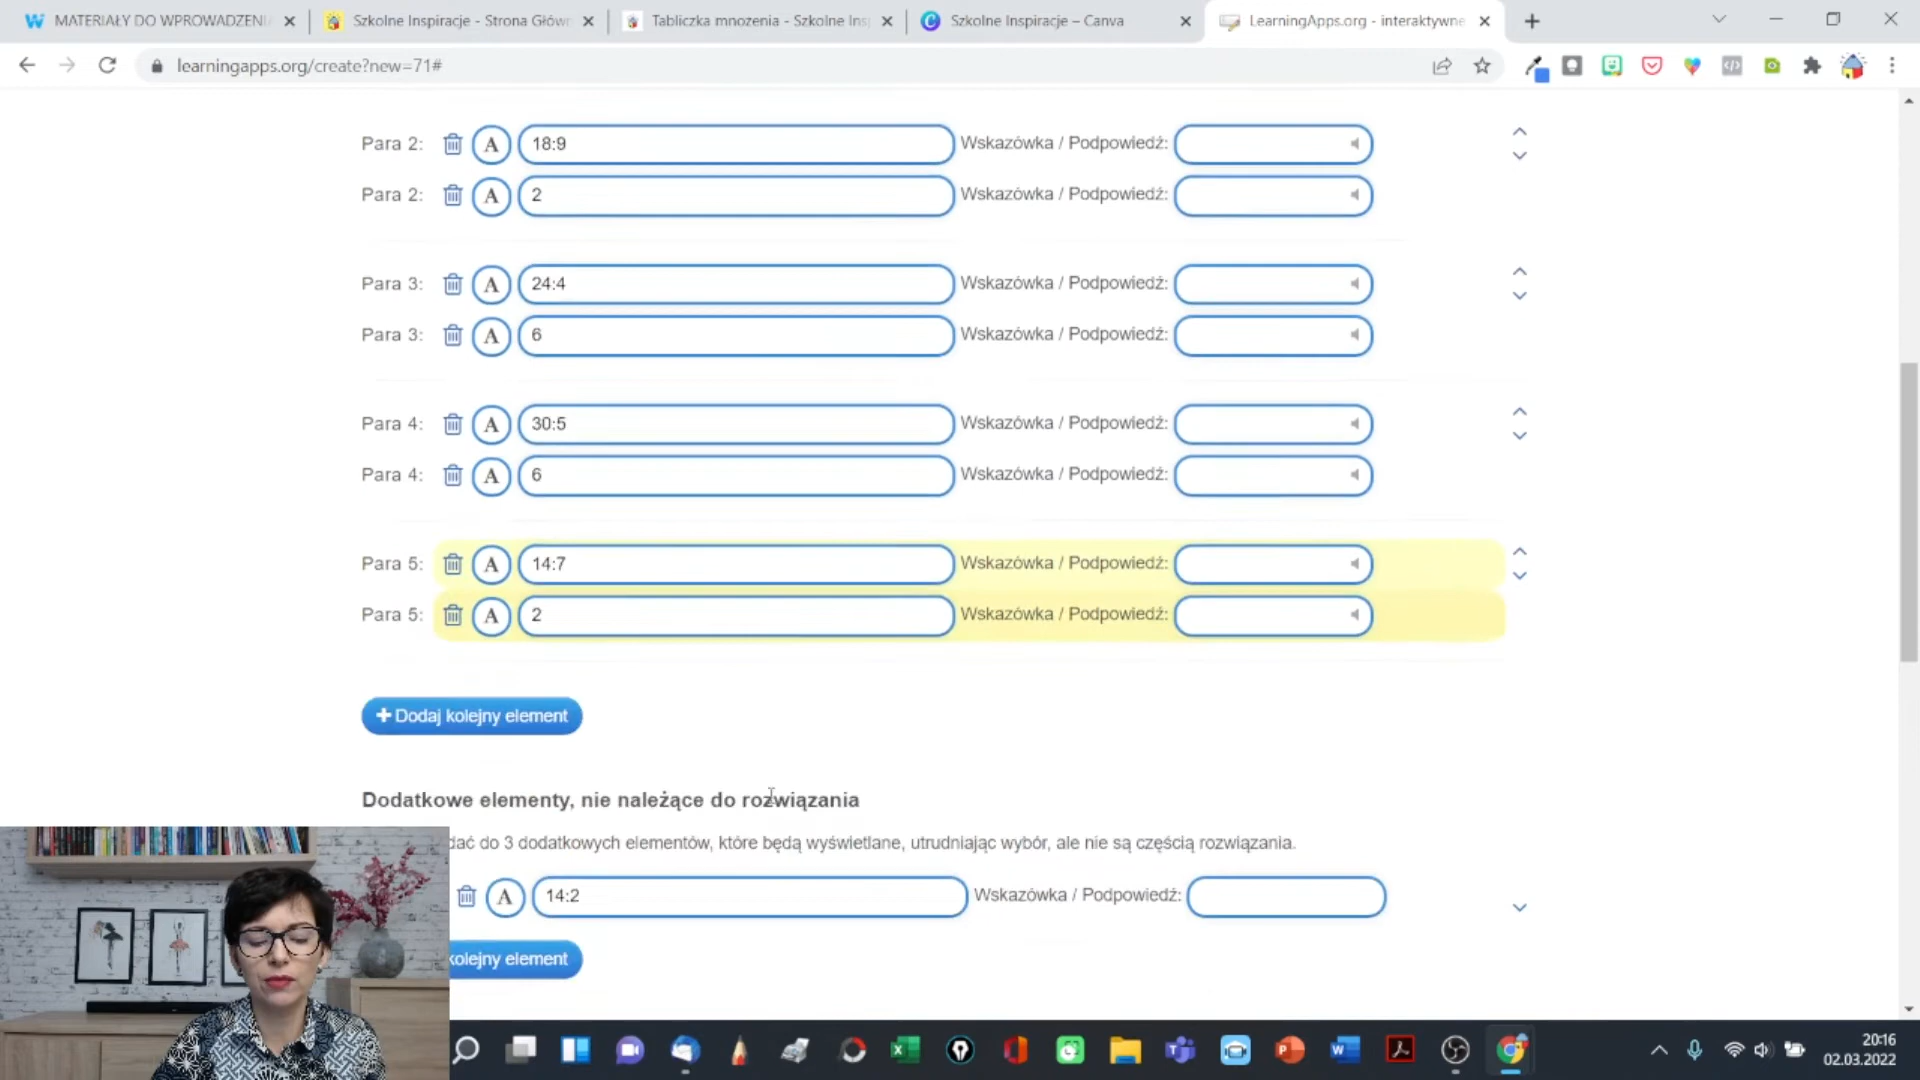 MATERIAŁY DO WPROWADZENI
Szkolne Inspiracje - Strona Główn
Tabliczka mnozenia - Szkolne Insp
Szkolne Inspiracje – Canva
LearningApps.org - interaktywne
learningapps.org/create?new=71#
Para 2: A 18:9 Wskazówka / Podpowiedź:
Para 2: A 2 Wskazówka / Podpowiedź:
Para 3: A 24:4 Wskazówka / Podpowiedź:
Para 3: A 6 Wskazówka / Podpowiedź:
Para 4: A 30:5 Wskazówka / Podpowiedź:
Para 4: A 6 Wskazówka / Podpowiedź:
Para 5: A 14:7 Wskazówka / Podpowiedź:
Para 5: A 2 Wskazówka / Podpowiedź:
Dodaj kolejny element
Dodatkowe elementy, nie należące do rozwiązania
dać do 3 dodatkowych elementów, które będą wyświetlane, utrudniając wybór, ale nie są częścią rozwiązania.
A 14:2 Wskazówka / Podpowiedź:
kolejny element
20:16
02.03.2022